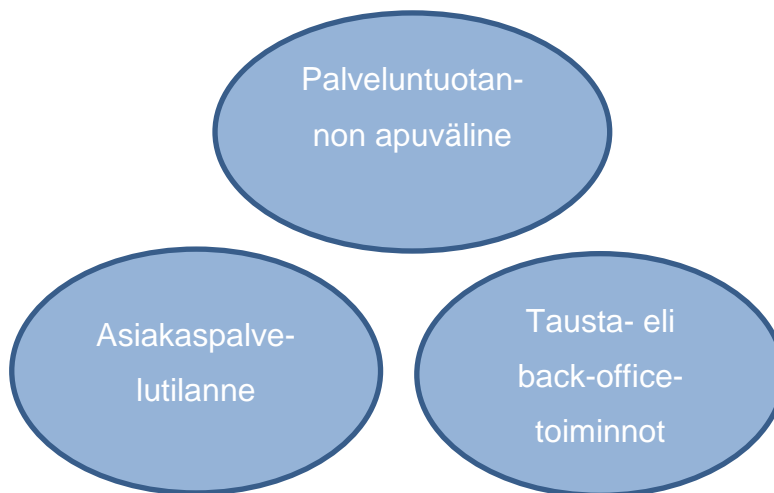 Palveluntuotan-
non apuväline
Asiakaspalve-
lutilanne
Tausta- eli
back-office-
toiminnot